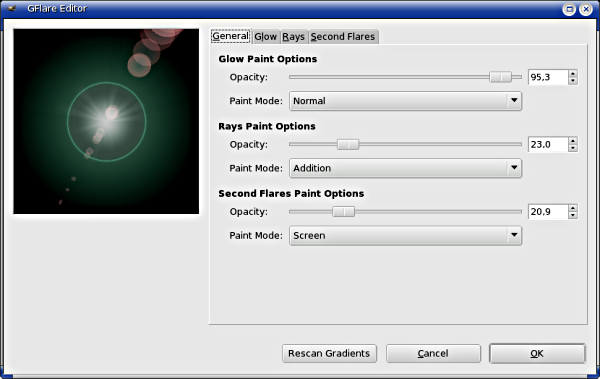 GFlare Editor
General Glow Rays Second Flares
Glow Paint Options
Opacity: 95,3
Paint Mode: Normal
Rays Paint Options
Opacity: 23,0
Paint Mode: Addition
Second Flares Paint Options
Opacity: 20,9
Paint Mode: Screen
Rescan Gradients Cancel OK